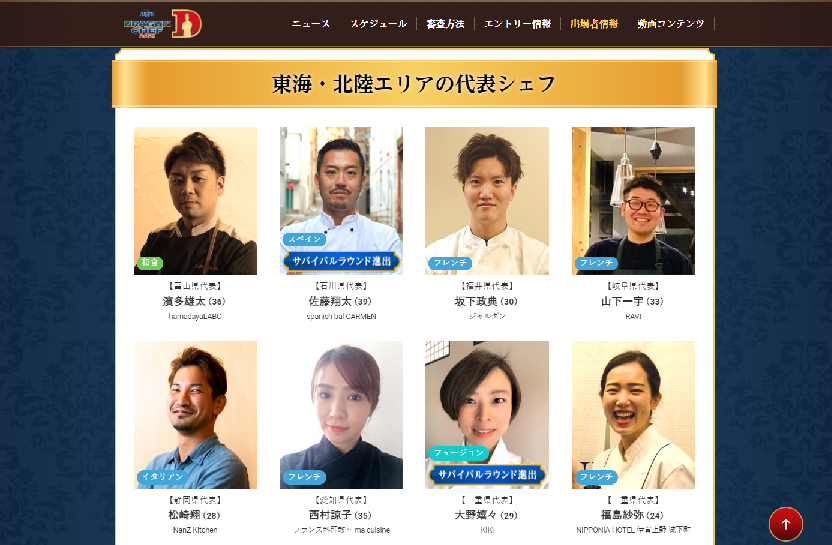 DRAGON CHEF
ニュース
スケジュール
審査方法
エントリー情報
出場者情報
動画コンテンツ
東海・北陸エリアの代表シェフ
和食
スペイン
サバイバルラウンド進出
フレンチ
フレンチ
【富山県代表】
濱多雄太（36）
hamadayaLABO
【石川県代表】
佐藤翔太（39）
spanish bal CARMEN
【福井県代表】
坂下政典（30）
ジャルダン
【岐阜県代表】
山下一宇（33）
RAVI
イタリアン
フレンチ
フュージョン
サバイバルラウンド進出
フレンチ
【静岡県代表】
松崎翔（28）
NanZ Kitchen
【愛知県代表】
西村諒子（35）
フランス料理教室 ma cuisine
【三重県代表】
大野嬉々（29）
KIKI
【三重県代表】
福島紗弥（24）
NIPPONIA HOTEL 伊賀上野 城下町